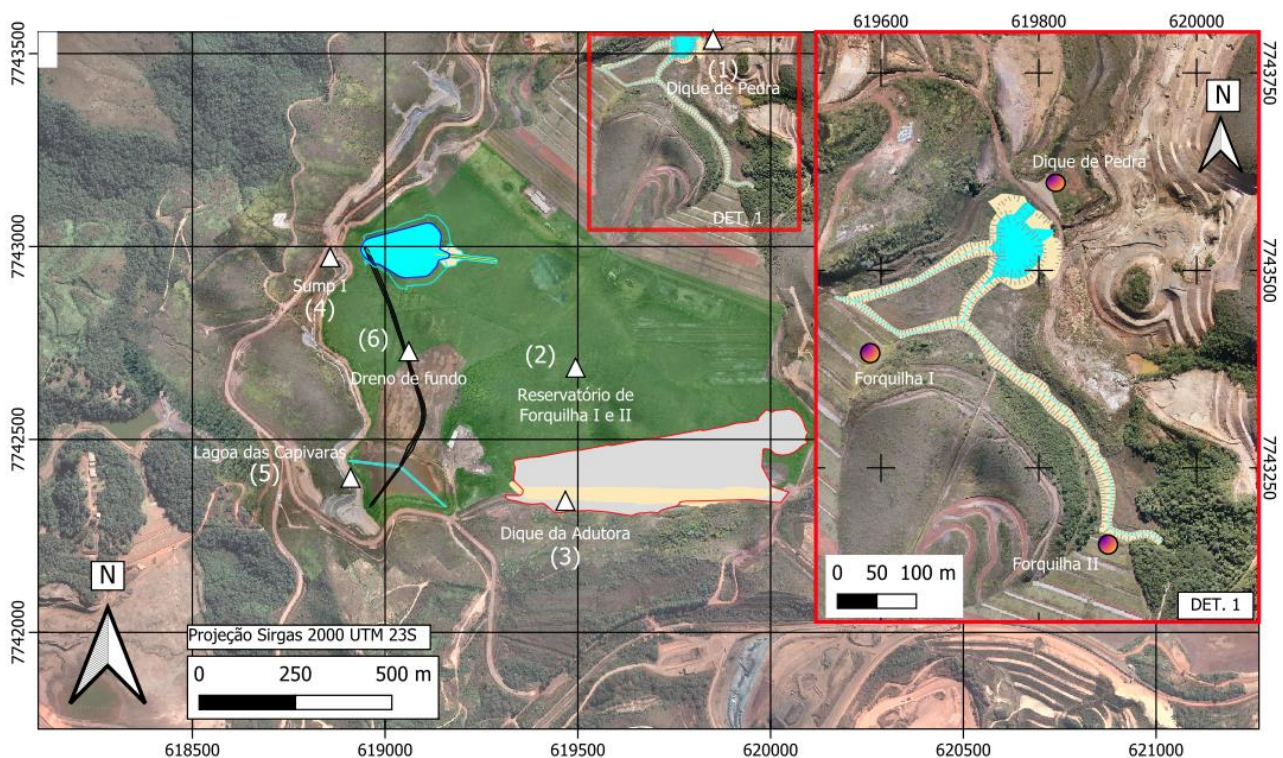 619600
619800
620000
7743500
7743000
7742500
7742000
(1)
Dique de Pedra
DET. 1
Sump I
(4)
(6)
Dreno de fundo
(2)
Reservatório de
Forquilha I e II
Lagoa das Capivaras
(5)
Dique da Adutora
(3)
N
Projeção Sirgas 2000 UTM 23S
0 250 500 m
618500
619000
619500
620000
620500
621000
N
Dique de Pedra
Forquilha I
Forquilha II
0 50 100 m
DET. 1
7743750
7743500
7743250